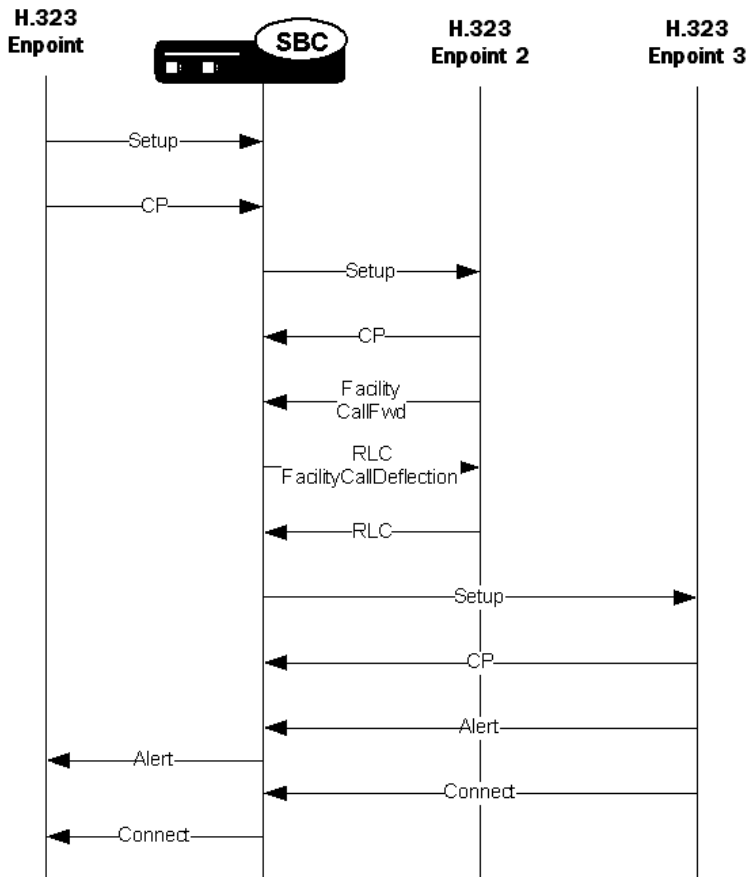 H.323
Enpoint
SBC
H.323
Enpoint 2
H.323
Enpoint 3
Setup
CP
Setup
CP
Facility
CallFwd
RLC
FacilityCallDeflection
RLC
Setup
CP
Alert
Alert
Connect
Connect